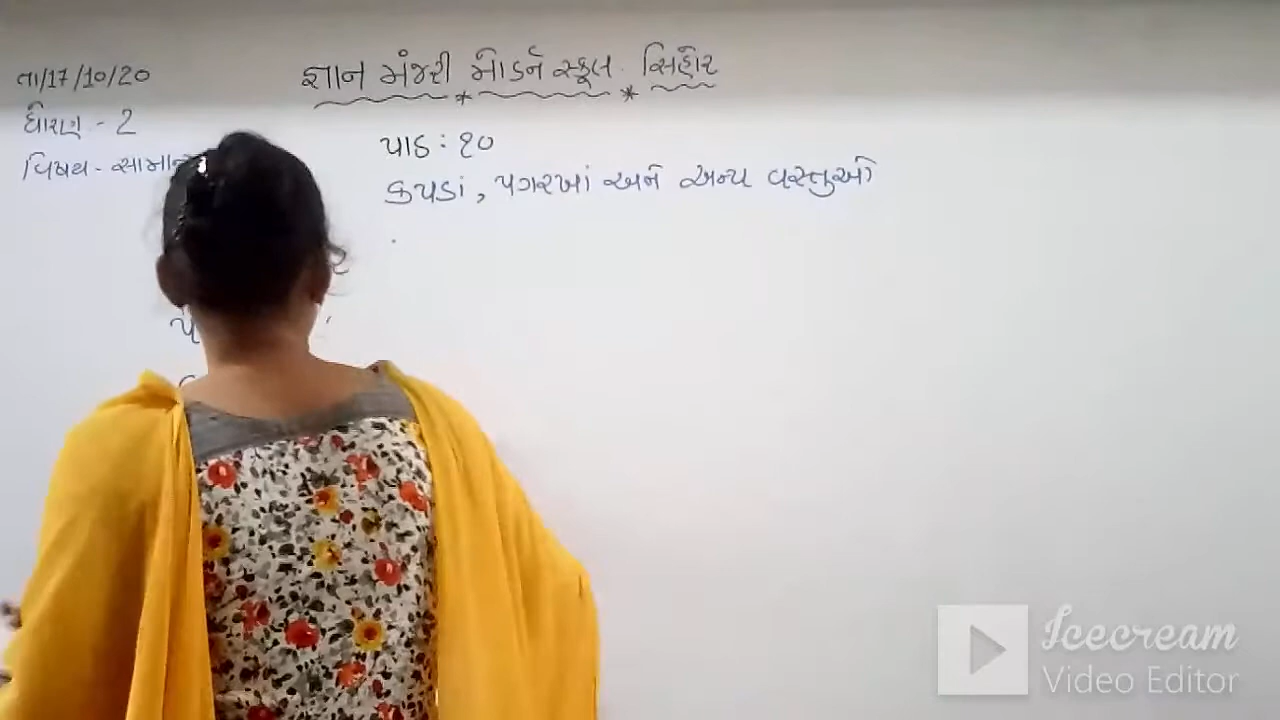 તા/17/10/20
જ્ઞાન મંજરી મોડર્ન સ્કૂલ. સિહોર
ધોરણ - 2
પાઠ : ૧૦
વિષય -
કપડાં, પગરખાં અને અન્ય વસ્તુઓ
Icecream
Video Editor